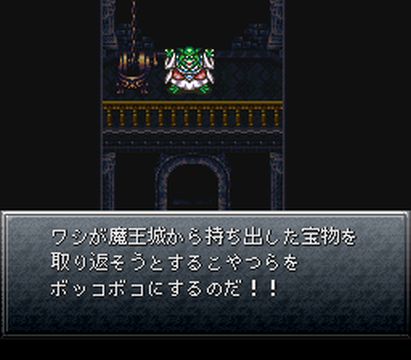 ワシが魔王城から持ち出した宝物を
取り返そうとするこやつらを
ボッコボコにするのだ！！